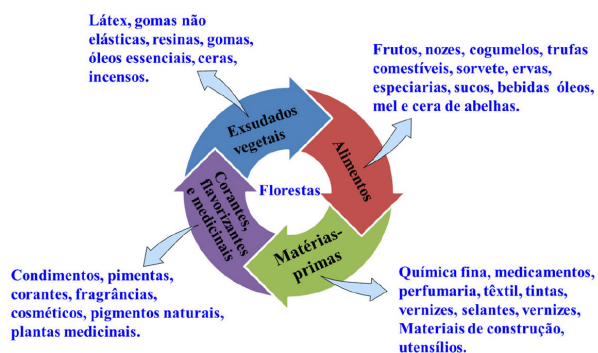 Látex, gomas não
elásticas, resinas, gomas,
óleos essenciais, ceras,
incensos.
Frutos, nozes, cogumelos, trufas
comestíveis, sorvete, ervas,
especiarias, sucos, bebidas óleos,
mel e cera de abelhas.
Exsudados
vegetais
Alimentos
Florestas
Corantes,
flavorizantes
e medicinais
Matérias-
primas
Condimentos, pimentas,
corantes, fragrâncias,
cosméticos, pigmentos naturais,
plantas medicinais.
Química fina, medicamentos,
perfumaria, têxtil, tintas,
vernizes, selantes, vernizes,
Materiais de construção,
utensílios.